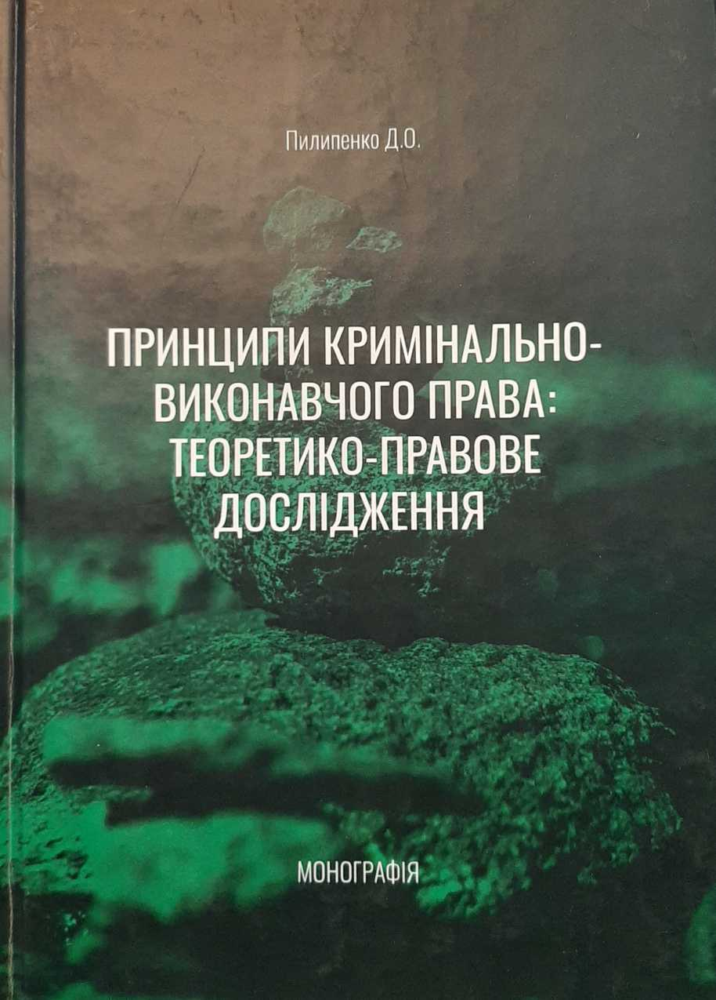 Пилипенко Д.О.
ПРИНЦИПИ КРИМІНАЛЬНО-
ВИКОНАВЧОГО ПРАВА:
ТЕОРЕТИКО-ПРАВОВЕ
ДОСЛІДЖЕННЯ
МОНОГРАФІЯ